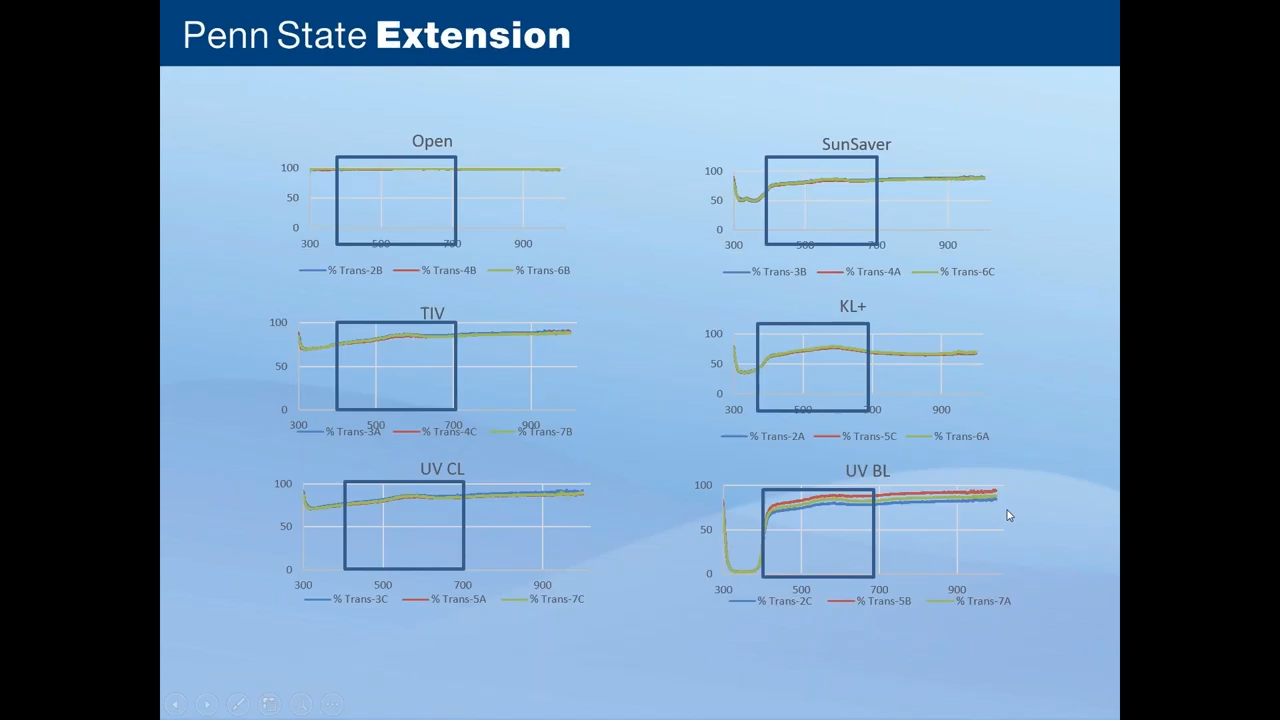 Penn State Extension
Open
100
50
0
300 500 700 900
% Trans-2B % Trans-4B % Trans-6B
SunSaver
100
50
0
300 500 700 900
% Trans-3B % Trans-4A % Trans-6C
TIV
100
50
0
300 500 700 900
% Trans-3A % Trans-4C % Trans-7B
KL+
100
50
0
300 500 700 900
% Trans-2A % Trans-5C % Trans-6A
UV CL
100
50
0
300 500 700 900
% Trans-3C % Trans-5A % Trans-7C
UV BL
100
50
0
300 500 700 900
% Trans-2C % Trans-5B % Trans-7A